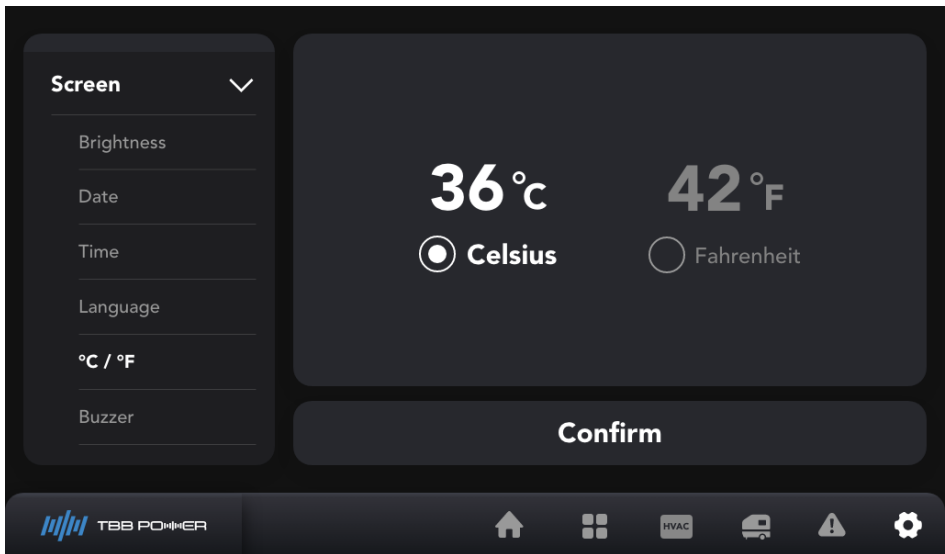 Screen
Brightness
Date
Time
Language
°C / °F
Buzzer
36 °C
42 °F
Celsius
Fahrenheit
Confirm
TBB POWER
HVAC